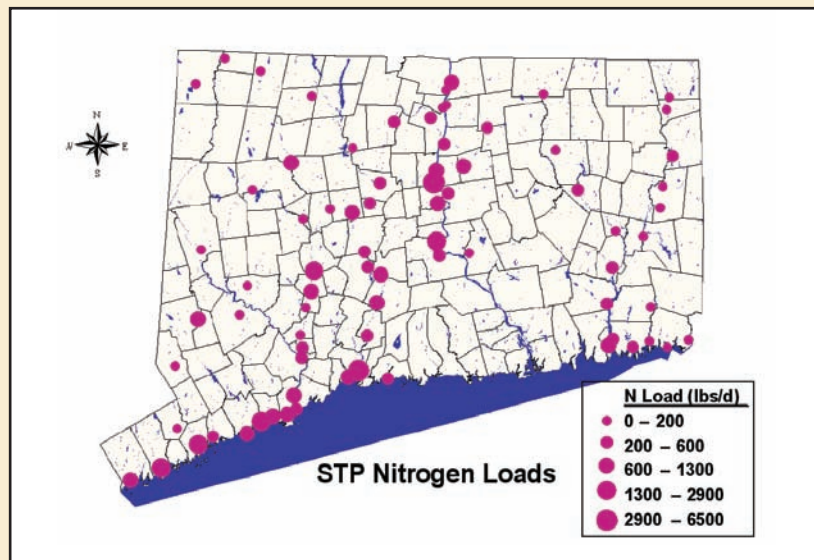 N
W E
S
STP Nitrogen Loads
N Load (lbs/d)
0 – 200
200 – 600
600 – 1300
1300 – 2900
2900 – 6500